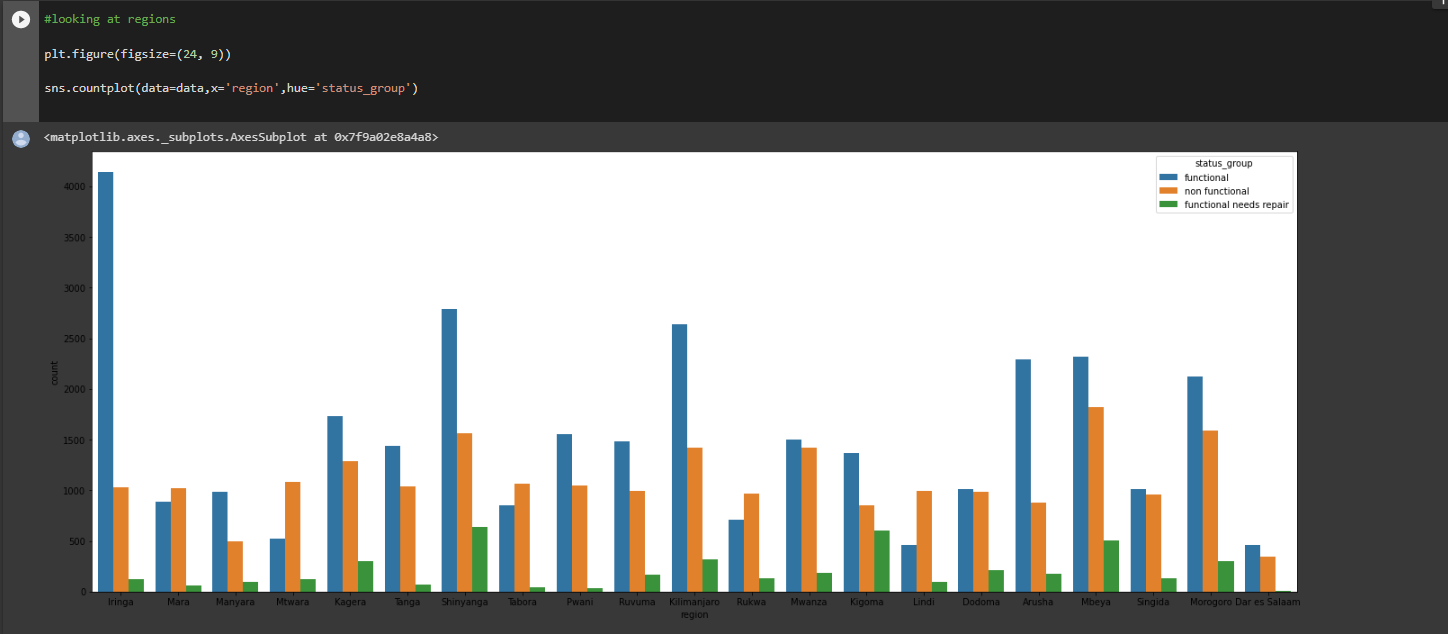 #looking at regions
plt.figure(figsize=(24, 9))
sns.countplot(data=data,x='region',hue='status_group')
<matplotlib.axes._subplots.AxesSubplot at 0x7f9a02e8a4a8>
status_group
functional
non functional
functional needs repair
4000
3500
3000
2500
2000
1500
1000
500
0
count
Iringa Mara Manyara Mtwara Kagera Tanga Shinyanga Tabora Pwani Ruvuma Kilimanjaro Rukwa Mwanza Kigoma Lindi Dodoma Arusha Mbeya Singida Morogoro Dar es Salaam
region